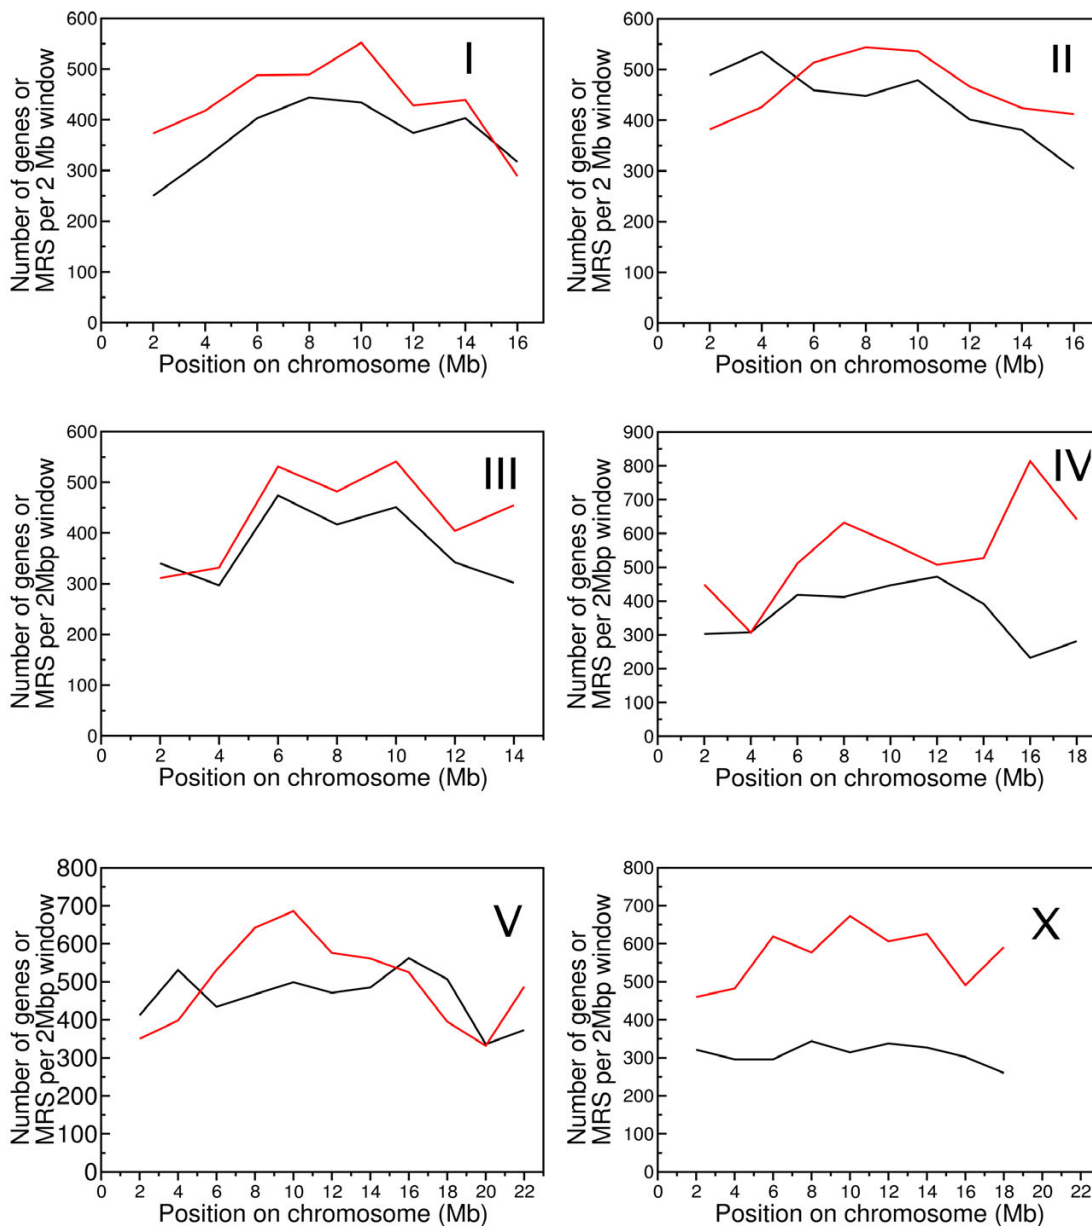 Number of genes or
MRS per 2 Mb window
600
500
400
300
200
100
0
I
0 2 4 6 8 10 12 14 16
Position on chromosome (Mb)
Number of genes or
MRS per 2 Mb window
600
500
400
300
200
100
0
II
0 2 4 6 8 10 12 14 16
Position on chromosome (Mb)
Number of genes or
MRS per 2Mbp window
600
500
400
300
200
100
0
III
0 2 4 6 8 10 12 14
Position on chromosome (Mb)
Number of genes or
MRS per 2Mbp window
900
800
700
600
500
400
300
200
100
0
IV
0 2 4 6 8 10 12 14 16 18
Position on chromosome (Mb)
Number of genes or
MRS per 2Mbp window
800
700
600
500
400
300
200
100
0
V
0 2 4 6 8 10 12 14 16 18 20 22
Position on chromosome (Mb)
Number of genes or
MRS per 2Mbp window
800
700
600
500
400
300
200
100
0
X
0 2 4 6 8 10 12 14 16 18 20 22
Position on chromosome (Mb)